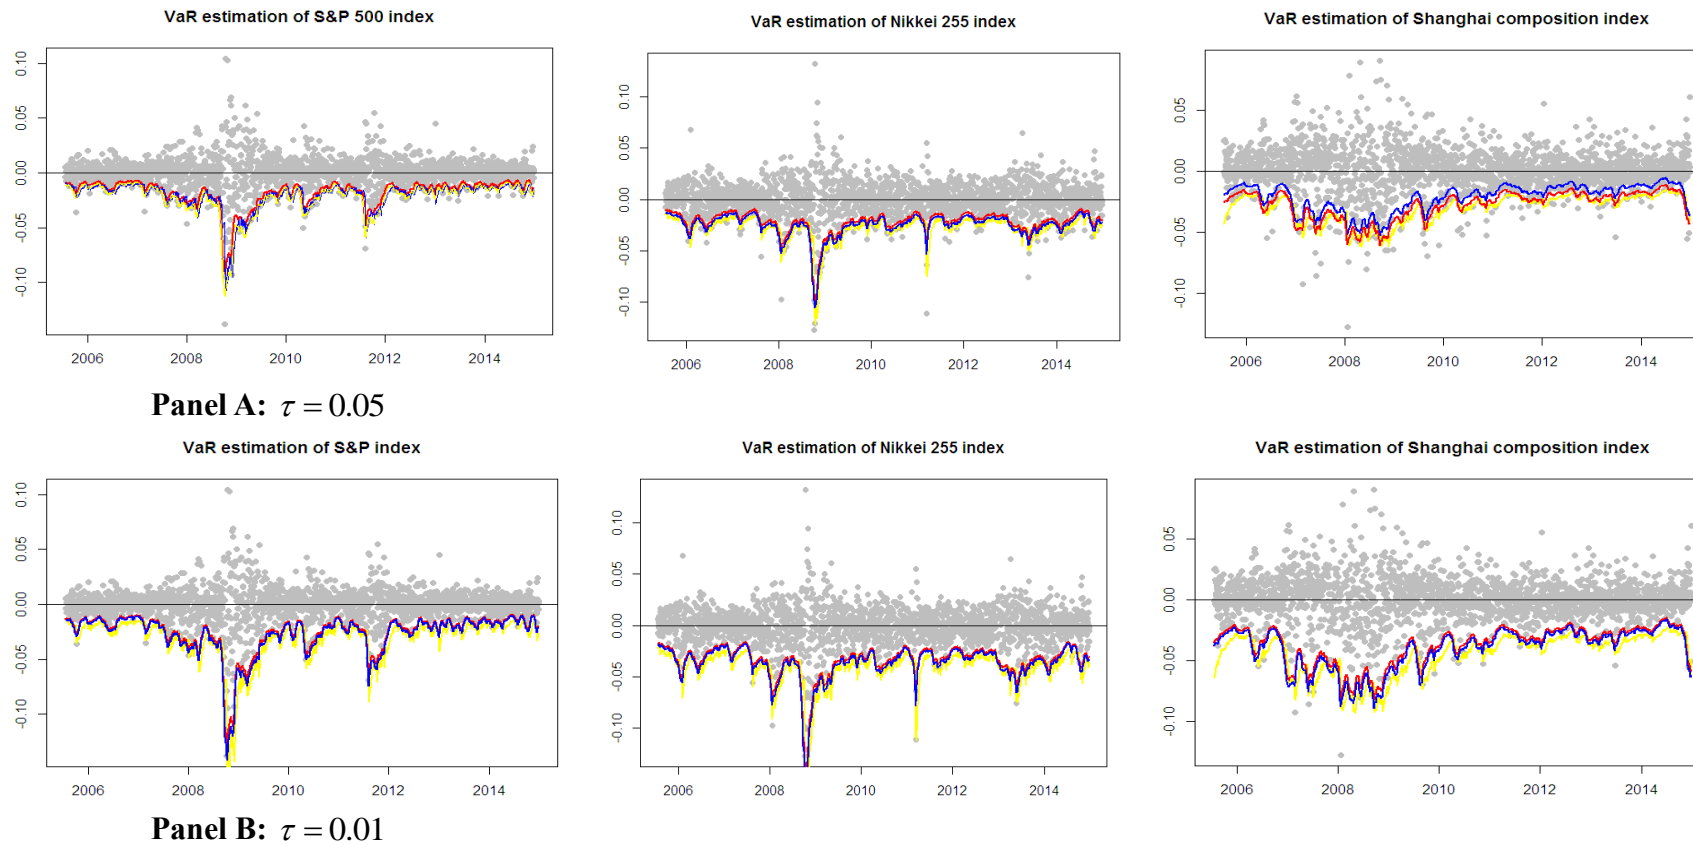 VaR estimation of S&P 500 index
0.10
0.05
0.00
-0.05
-0.10
2006 2008 2010 2012 2014
VaR estimation of Nikkei 255 index
0.10
0.05
0.00
-0.05
-0.10
2006 2008 2010 2012 2014
VaR estimation of Shanghai composition index
0.05
0.00
-0.05
-0.10
2006 2008 2010 2012 2014
Panel A: τ = 0.05
VaR estimation of S&P index
0.10
0.05
0.00
-0.05
-0.10
2006 2008 2010 2012 2014
VaR estimation of Nikkei 255 index
0.10
0.05
0.00
-0.05
-0.10
2006 2008 2010 2012 2014
VaR estimation of Shanghai composition index
0.05
0.00
-0.05
-0.10
2006 2008 2010 2012 2014
Panel B: τ = 0.01